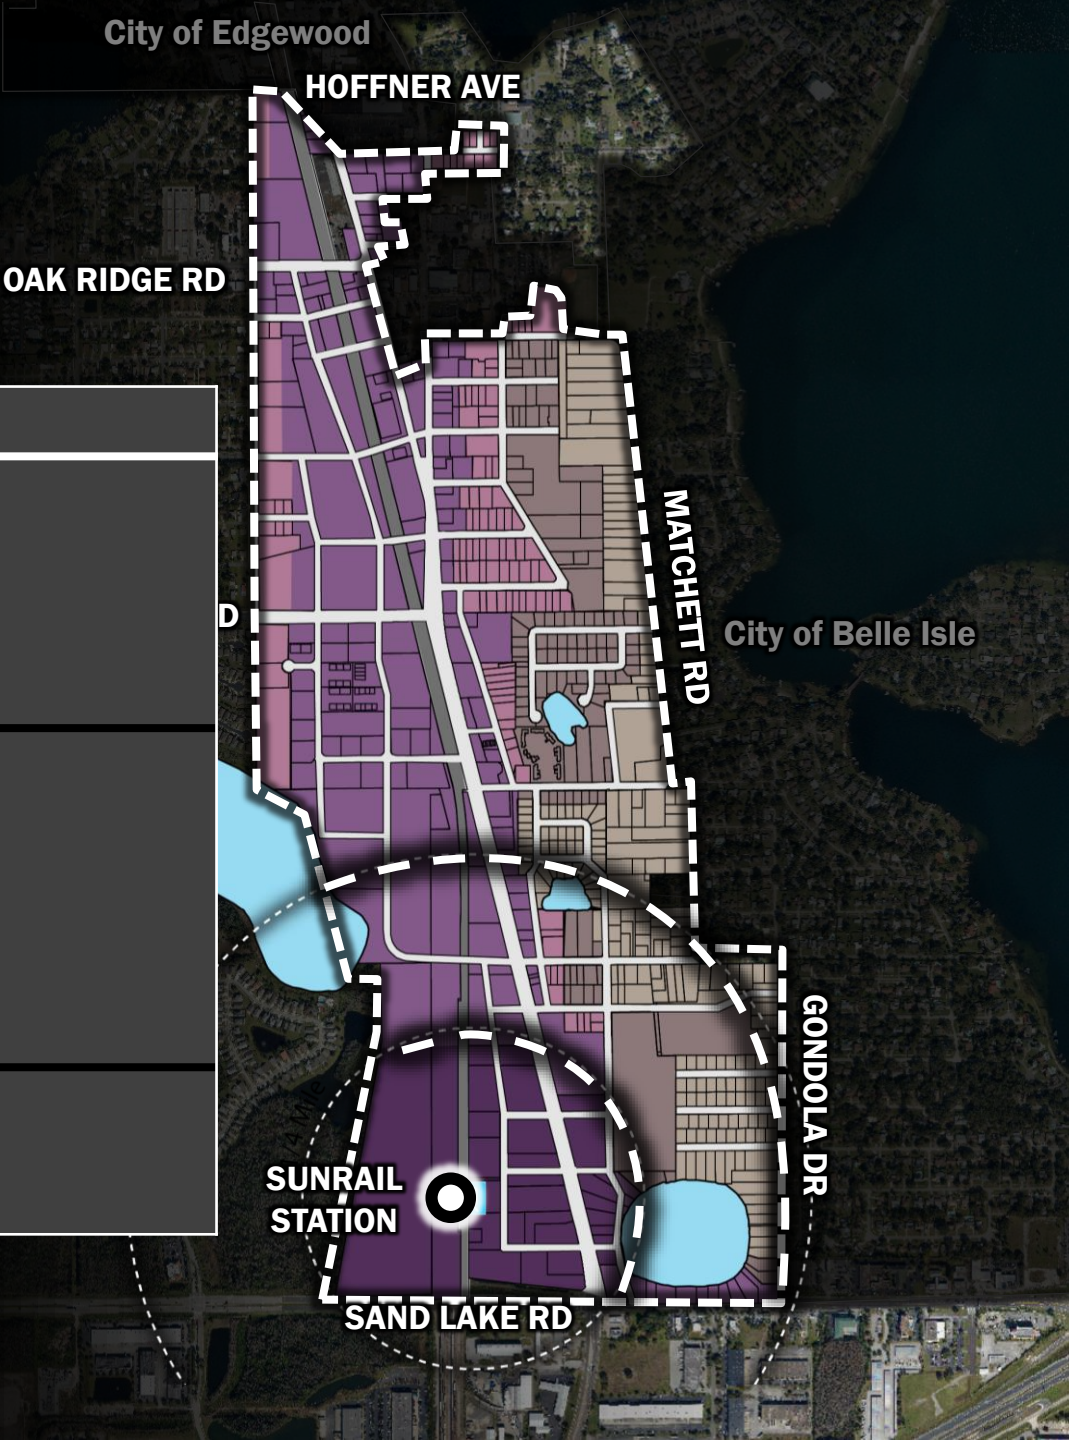 City of Edgewood
HOFFNER AVE
OAK RIDGE RD
MATCHETT RD
D
City of Belle Isle
GONDOLA DR
SUNRAIL
STATION
SAND LAKE RD